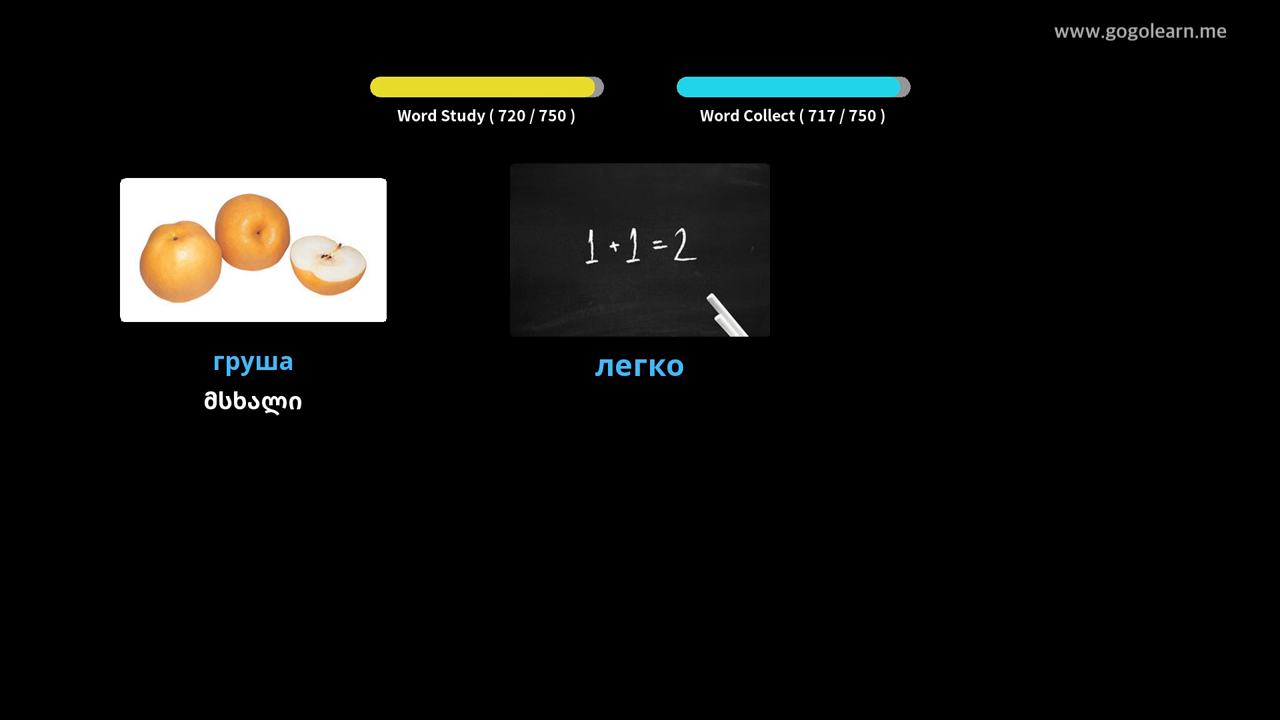 www.gogolearn.me
Word Study ( 720 / 750 )
Word Collect ( 717 / 750 )
1 + 1 = 2
груша
მსხალი
легко